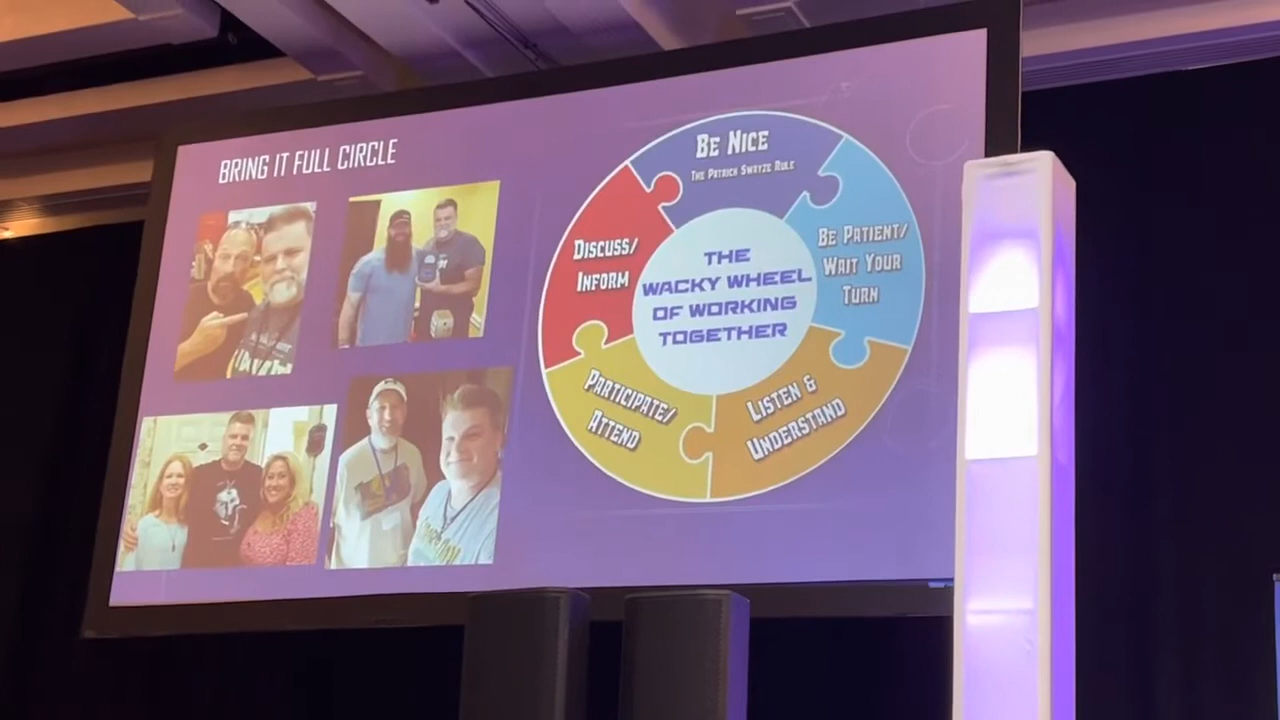 BRING IT FULL CIRCLE
BE NICE
THE PATRICK SWAYZE RULE
BE PATIENT/
WAIT YOUR
TURN
LISTEN &
UNDERSTAND
PARTICIPATE/
ATTEND
DISCUSS/
INFORM
THE
WACKY WHEEL
OF WORKING
TOGETHER